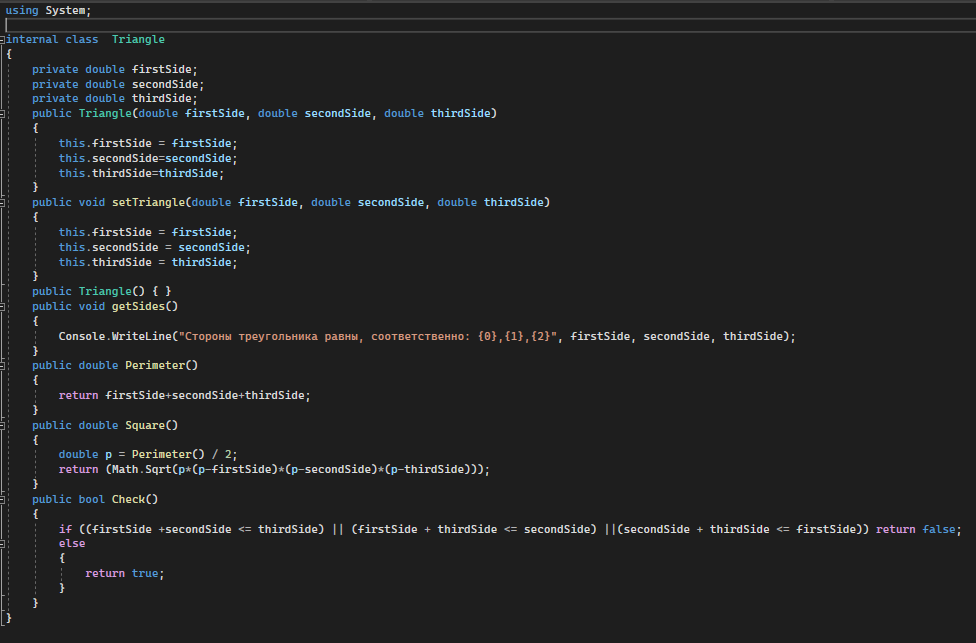 using System;
internal class  Triangle
{
    private double firstSide;
    private double secondSide;
    private double thirdSide;
    public Triangle(double firstSide, double secondSide, double thirdSide)
    {
        this.firstSide = firstSide;
        this.secondSide=secondSide;
        this.thirdSide=thirdSide;
    }
    public void setTriangle(double firstSide, double secondSide, double thirdSide)
    {
        this.firstSide = firstSide;
        this.secondSide = secondSide;
        this.thirdSide = thirdSide;
    }
    public Triangle() { }
    public void getSides()
    {
        Console.WriteLine("Стороны треугольника равны, соответственно: {0},{1},{2}", firstSide, secondSide, thirdSide);
    }
    public double Perimeter()
    {
        return firstSide+secondSide+thirdSide;
    }
    public double Square()
    {
        double p = Perimeter() / 2;
        return (Math.Sqrt(p*(p-firstSide)*(p-secondSide)*(p-thirdSide)));
    }
    public bool Check()
    {
        if ((firstSide +secondSide <= thirdSide) || (firstSide + thirdSide <= secondSide) ||(secondSide + thirdSide <= firstSide)) return false;
        else
        {
            return true;
        }
    }
}